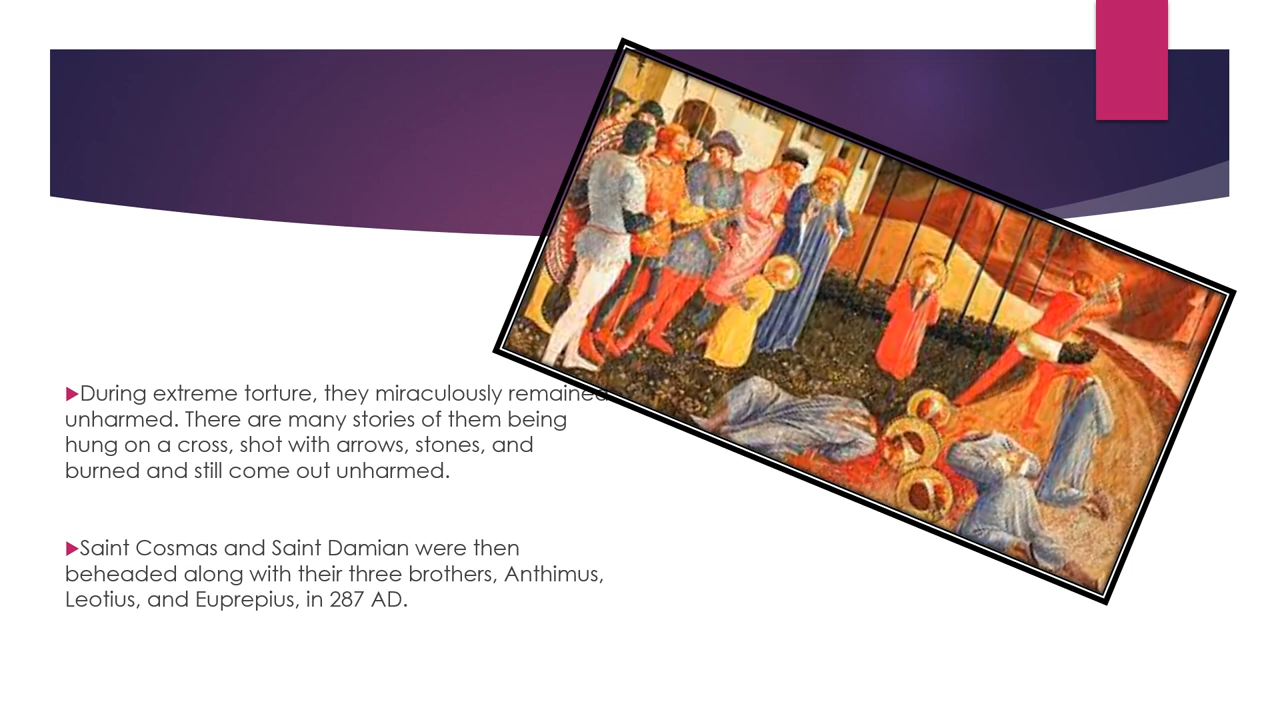 ▶During extreme torture, they miraculously remained
unharmed. There are many stories of them being
hung on a cross, shot with arrows, stones, and
burned and still come out unharmed.
▶Saint Cosmas and Saint Damian were then
beheaded along with their three brothers, Anthimus,
Leotius, and Euprepius, in 287 AD.